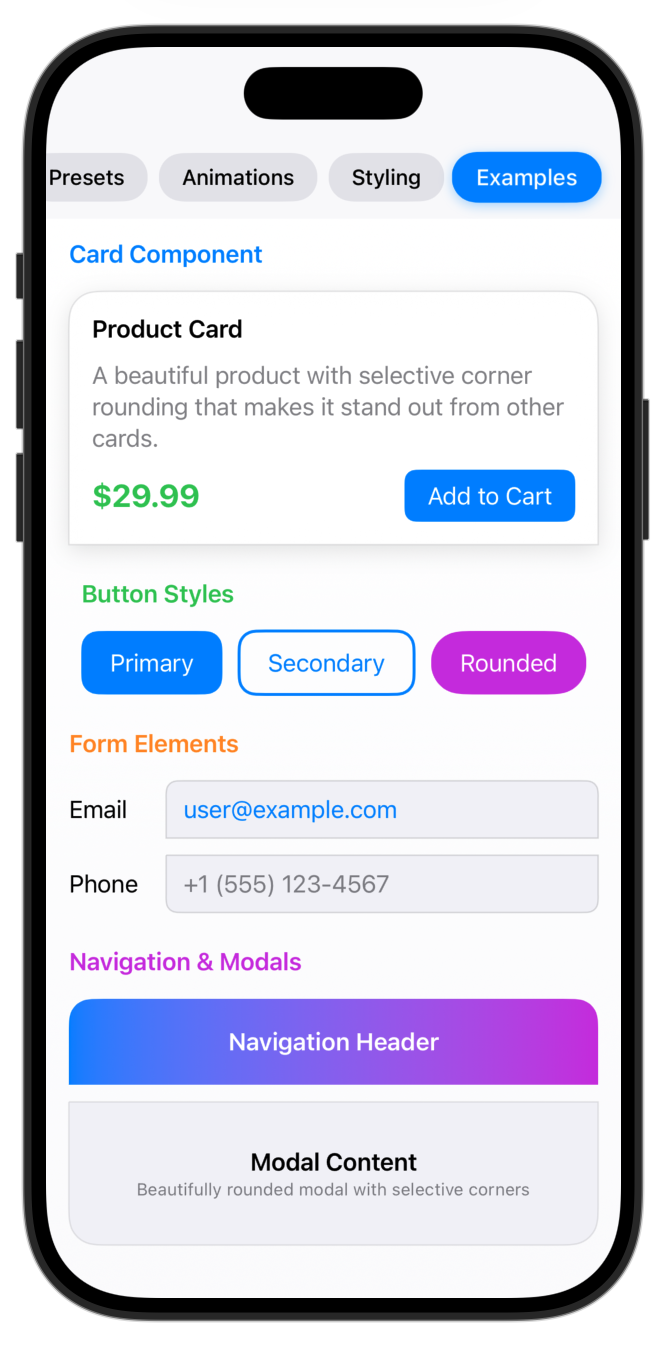 Presets Animations Styling Examples
Card Component
Product Card
A beautiful product with selective corner
rounding that makes it stand out from other
cards.
$29.99 Add to Cart
Button Styles
Primary Secondary Rounded
Form Elements
Email user@example.com
Phone +1 (555) 123-4567
Navigation & Modals
Navigation Header
Modal Content
Beautifully rounded modal with selective corners